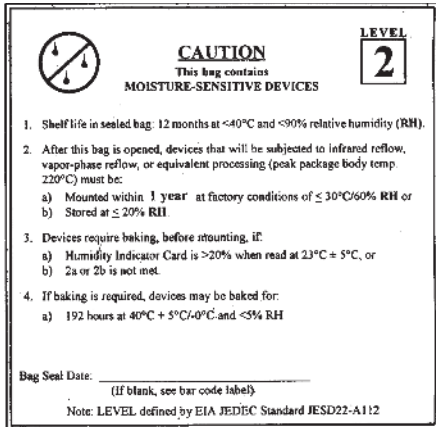 LEVEL
2
CAUTION
This bag contains
MOISTURE-SENSITIVE DEVICES
1. Shelf life in sealed bag: 12 months at <40°C and <90% relative humidity (RH).
2. After this bag is opened, devices that will be subjected to infrared reflow,
vapor-phase reflow, or equivalent processing (peak package body temp.
220°C) must be:
a) Mounted within 1 year at factory conditions of ≤ 30°C/60% RH or
b) Stored at ≤ 20% RH.
3. Devices require baking, before mounting, if:
a) Humidity Indicator Card is >20% when read at 23°C ± 5°C, or
b) 2a or 2b is not met.
4. If baking is required, devices may be baked for:
a) 192 hours at 40°C + 5°C/-0°C and <5% RH
Bag Seal Date:
(If blank, see bar code label)
Note: LEVEL defined by EIA JEDEC Standard JESD22-A112